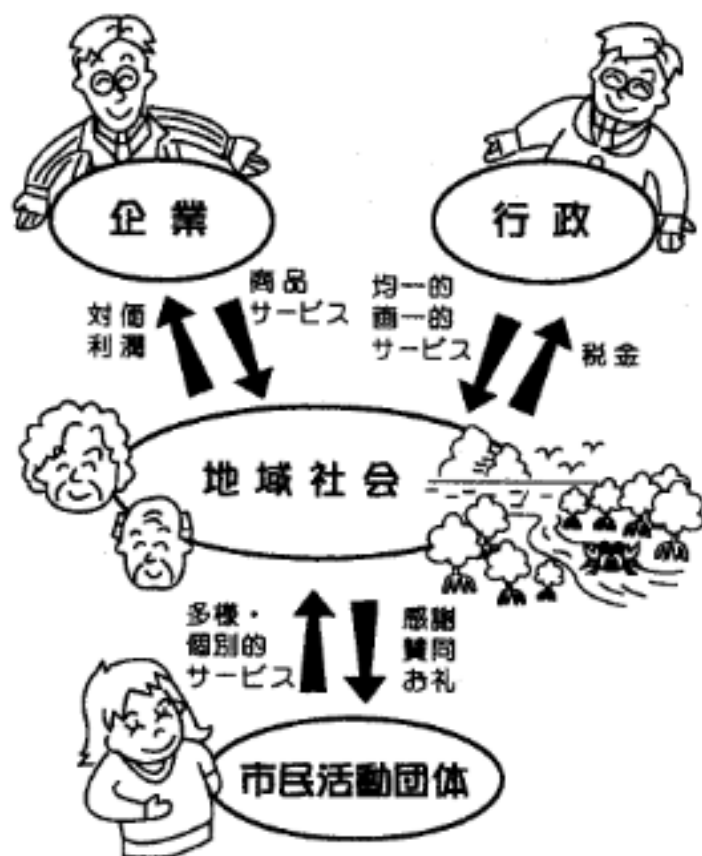 企業
行政
対価
利潤
商品
サービス
均一的
画一的
サービス
税金
地域社会
多様・
個別的
サービス
感謝
賛同
お礼
市民活動団体